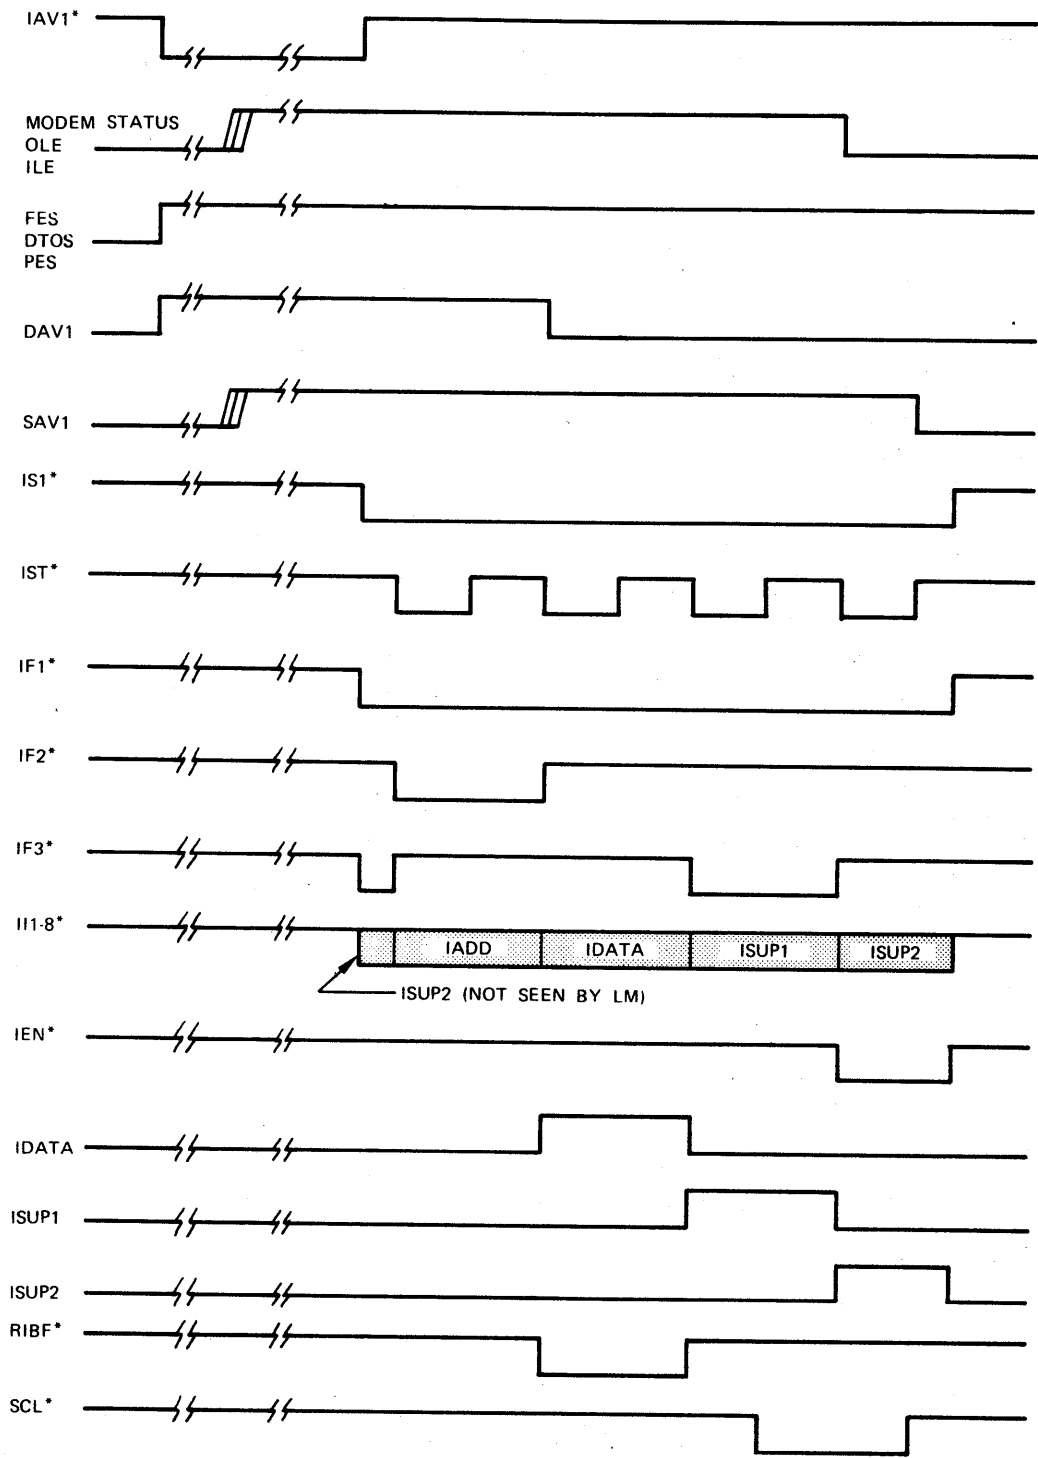 IAV1*
MODEM STATUS
OLE
ILE
FES
DTOS
PES
DAV1
SAV1
IS1*
IST*
IF1*
IF2*
IF3*
II1-8*
IADD IDATA ISUP1 ISUP2
ISUP2 (NOT SEEN BY LM)
IEN*
IDATA
ISUP1
ISUP2
RIBF*
SCL*